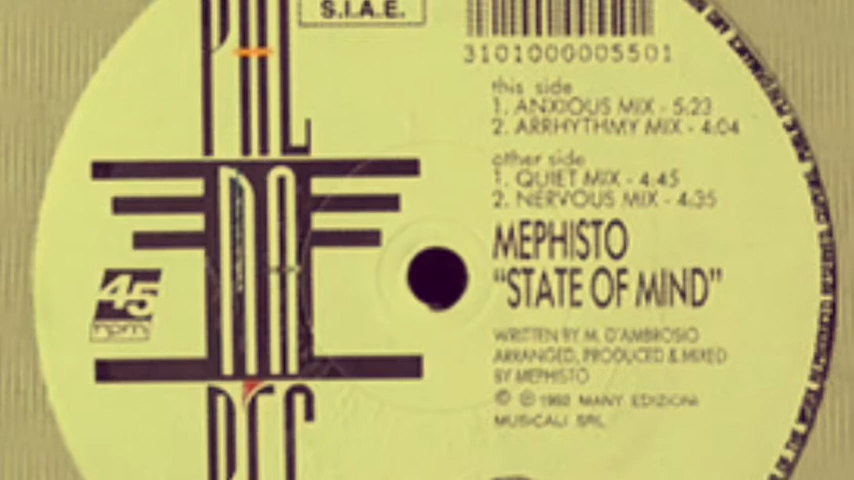 S.I.A.E.
3101000005501
this side
1. ANXIOUS MIX - 5:23
2. ARRHYTHMY MIX - 4:04
other side
1. QUIET MIX - 4:45
2. NERVOUS MIX - 4:35
MEPHISTO
"STATE OF MIND"
45
rpm
WRITTEN BY M. D'AMBROSIO
ARRANGED, PRODUCED & MIXED
BY MEPHISTO
© ℗ 1992 MANY EDIZIONI
MUSICALI SRL